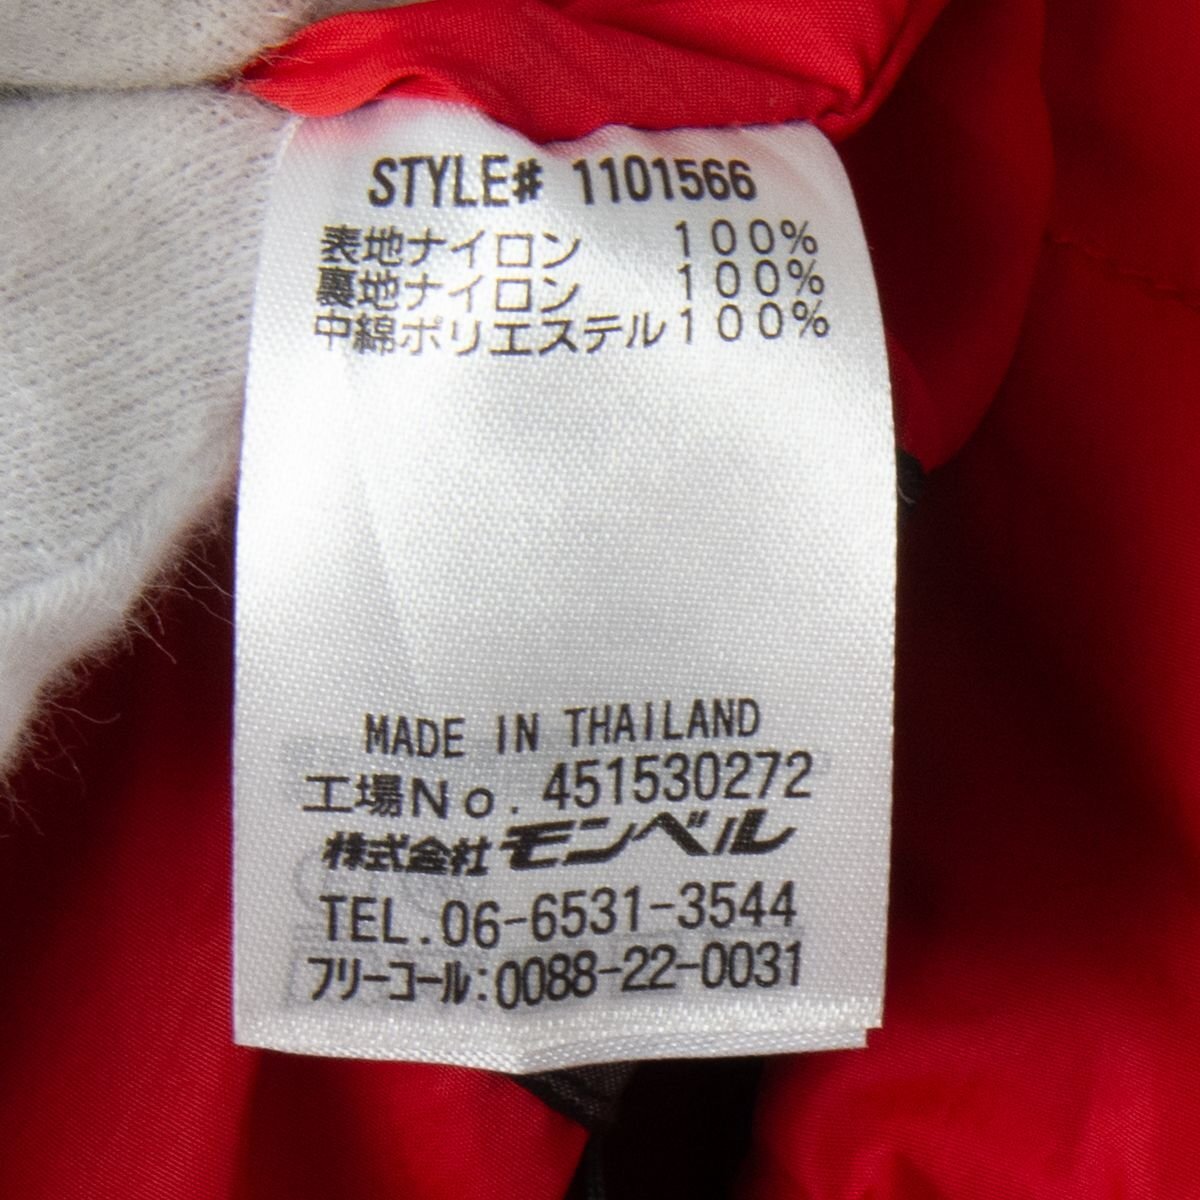 STYLE# 1101566
表地ナイロン 100%
裏地ナイロン 100%
中綿ポリエステル100%
MADE IN THAILAND
工場No. 451530272
株式会社モンベル
TEL.06-6531-3544
フリーコール:0088-22-0031